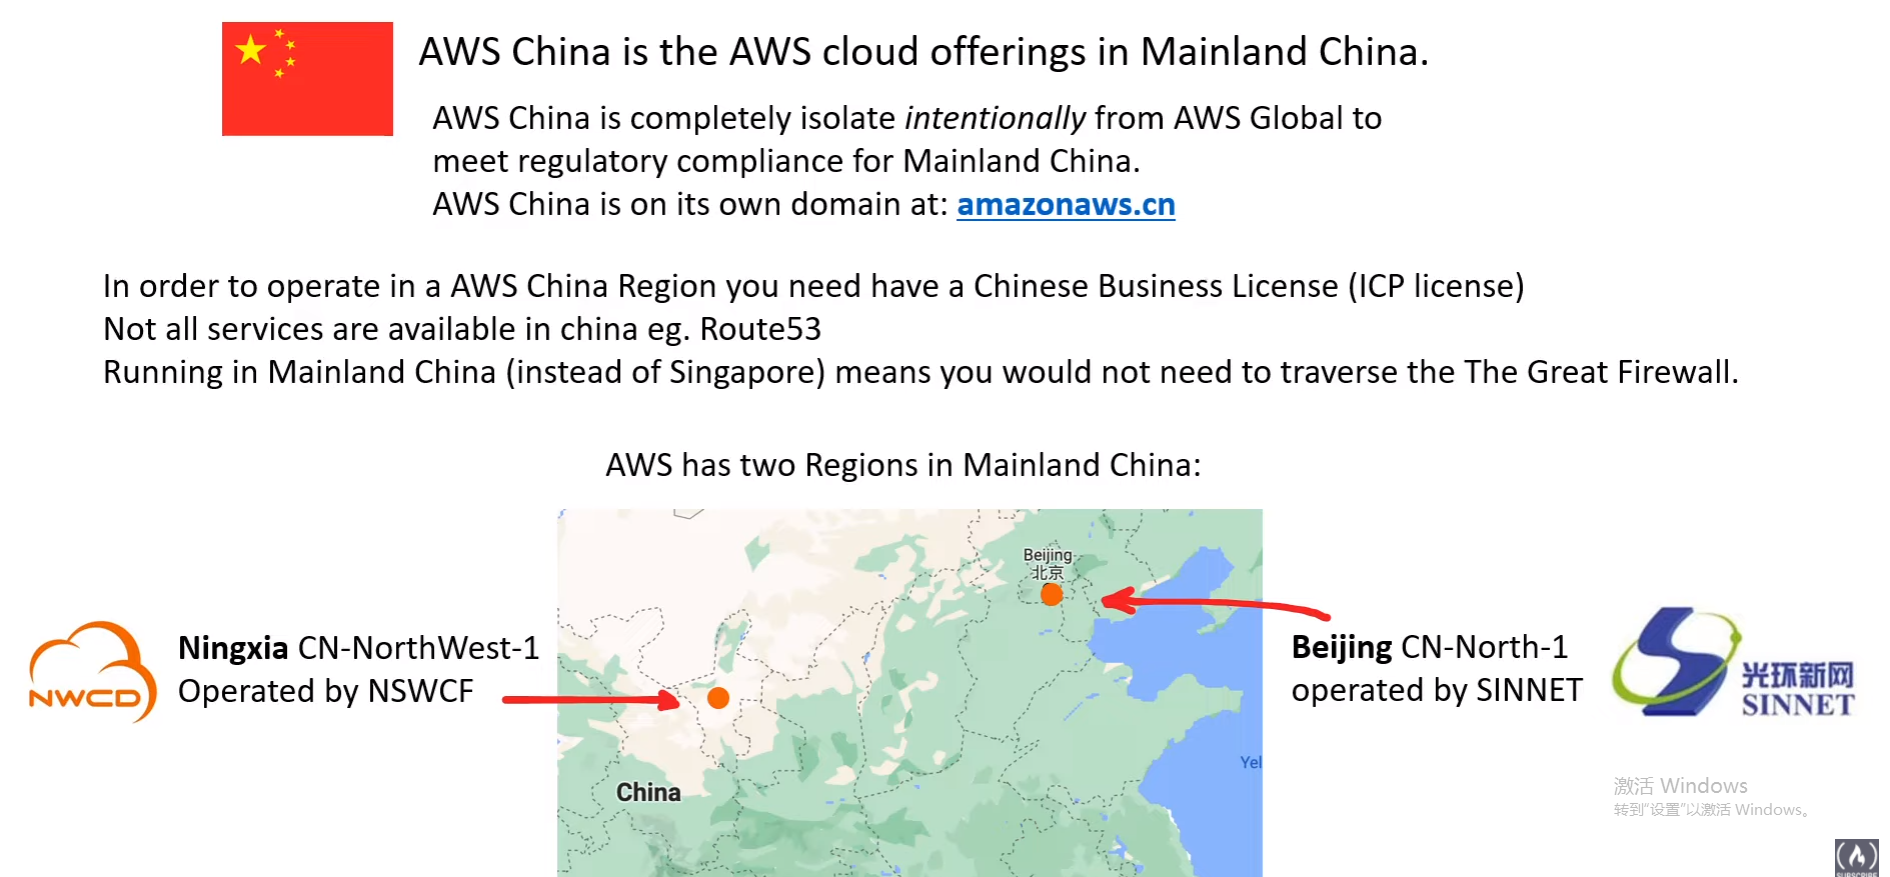 AWS China is the AWS cloud offerings in Mainland China.
AWS China is completely isolate intentionally from AWS Global to
meet regulatory compliance for Mainland China.
AWS China is on its own domain at: amazonaws.cn
In order to operate in a AWS China Region you need have a Chinese Business License (ICP license)
Not all services are available in china eg. Route53
Running in Mainland China (instead of Singapore) means you would not need to traverse the The Great Firewall.
AWS has two Regions in Mainland China:
Beijing
北京
NWCD
Ningxia CN-NorthWest-1
Operated by NSWCF
Beijing CN-North-1
operated by SINNET
光环新网
SINNET
Yel
China
激活 Windows
转到“设置”以激活 Windows。
SUBSCRIBE